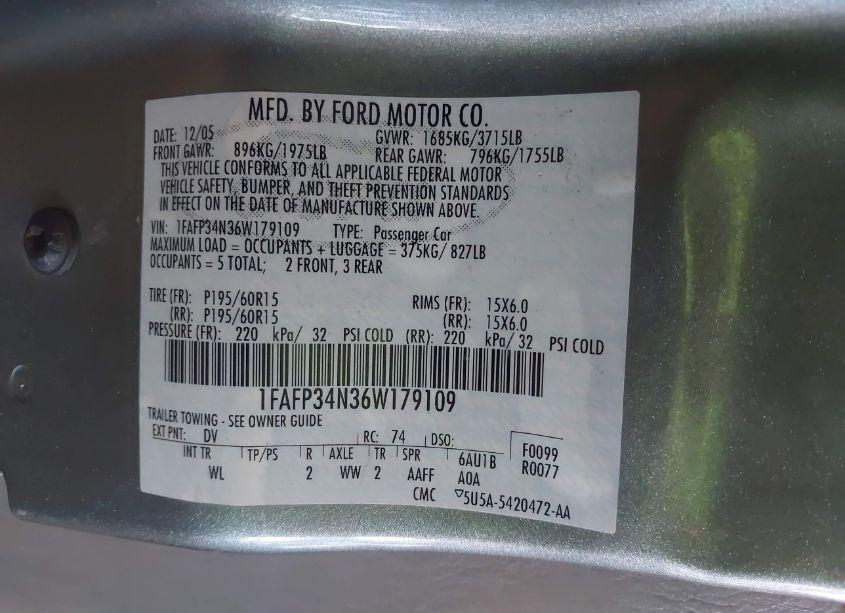 MFD. BY FORD MOTOR CO.
DATE: 12/05 GVWR: 1685KG/3715LB
FRONT GAWR: 896KG/1975LB REAR GAWR: 796KG/1755LB
THIS VEHICLE CONFORMS TO ALL APPLICABLE FEDERAL MOTOR
VEHICLE SAFETY, BUMPER, AND THEFT PREVENTION STANDARDS
IN EFFECT ON THE DATE OF MANUFACTURE SHOWN ABOVE.
VIN: 1FAFP34N36W179109 TYPE: Passenger Car
MAXIMUM LOAD = OCCUPANTS + LUGGAGE = 375KG/ 827LB
OCCUPANTS = 5 TOTAL; 2 FRONT, 3 REAR
TIRE (FR): P195/60R15 RIMS (FR): 15X6.0
(RR): P195/60R15 (RR): 15X6.0
PRESSURE (FR): 220 kPa/ 32 PSI COLD (RR): 220 kPa/ 32 PSI COLD
1FAFP34N36W179109
TRAILER TOWING - SEE OWNER GUIDE
EXT PNT: DV RC: 74 DSO: F0099
INT TR TP/PS R AXLE TR SPR 6AU1B R0077
WL 2 WW 2 AAFF A0A
CMC ▽5U5A-5420472-AA